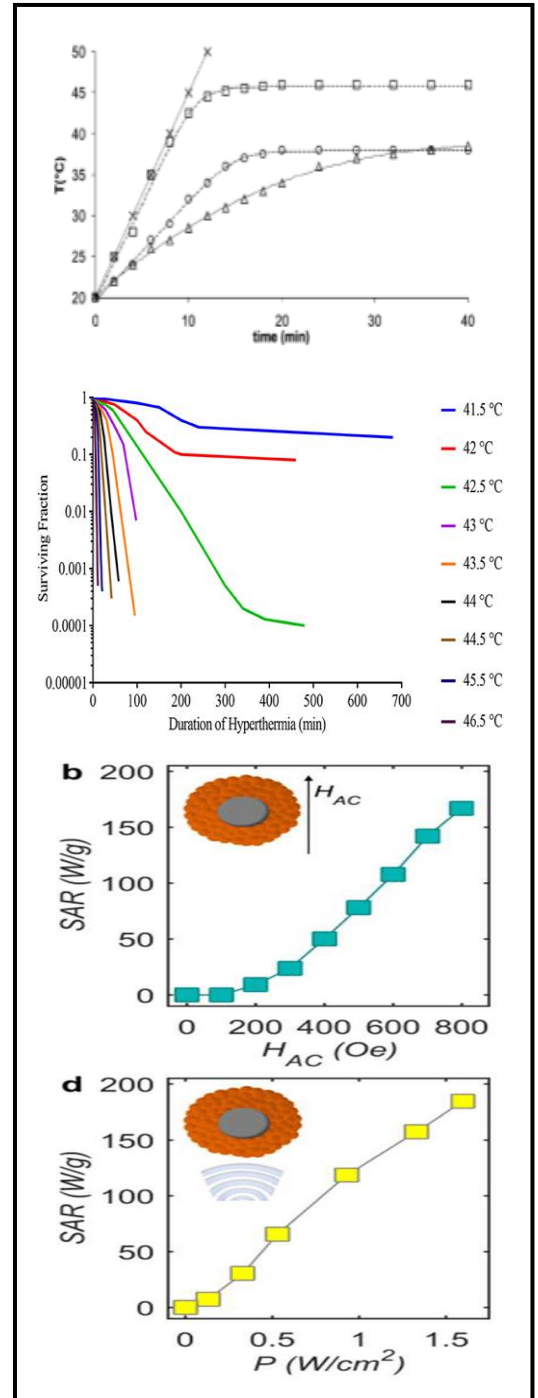 50
45
40
35
30
25
20
T(°C)
0 10 20 30 40
time (min)
1
0.1
0.01
0.001
0.0001
0.00001
Surviving Fraction
0 100 200 300 400 500 600 700
Duration of Hyperthermia (min)
41.5 °C
42 °C
42.5 °C
43 °C
43.5 °C
44 °C
44.5 °C
45.5 °C
46.5 °C
b
200
150
100
50
0
SAR (W/g)
H_AC
0 200 400 600 800
H_AC (Oe)
d
200
150
100
50
0
SAR (W/g)
0 0.5 1 1.5
P (W/cm²)